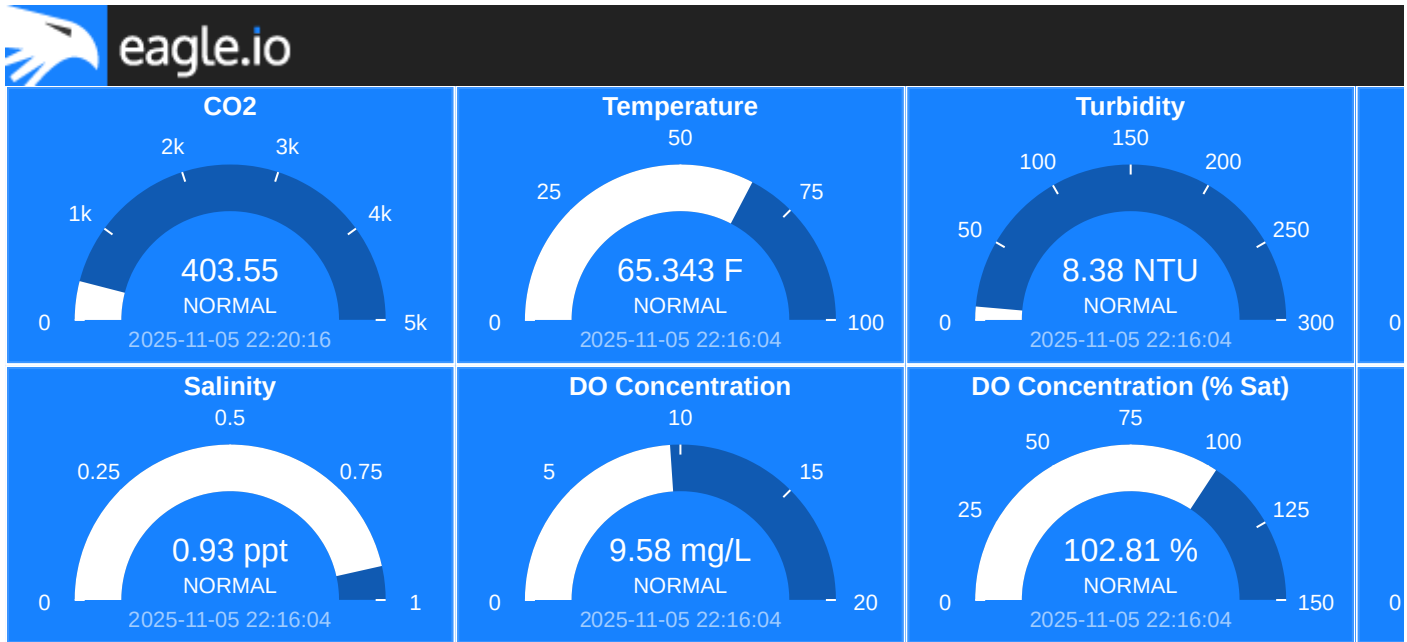 eagle.io
CO2
2k 3k
1k 4k
403.55
NORMAL
0 5k
2025-11-05 22:20:16
Temperature
50
25 75
65.343 F
NORMAL
0 100
2025-11-05 22:16:04
Turbidity
150
100 200
50 250
8.38 NTU
NORMAL
0 300
2025-11-05 22:16:04
0
Salinity
0.5
0.25 0.75
0.93 ppt
NORMAL
0 1
2025-11-05 22:16:04
DO Concentration
10
5 15
9.58 mg/L
NORMAL
0 20
2025-11-05 22:16:04
DO Concentration (% Sat)
75
50 100
25 125
102.81 %
NORMAL
0 150
2025-11-05 22:16:04
0